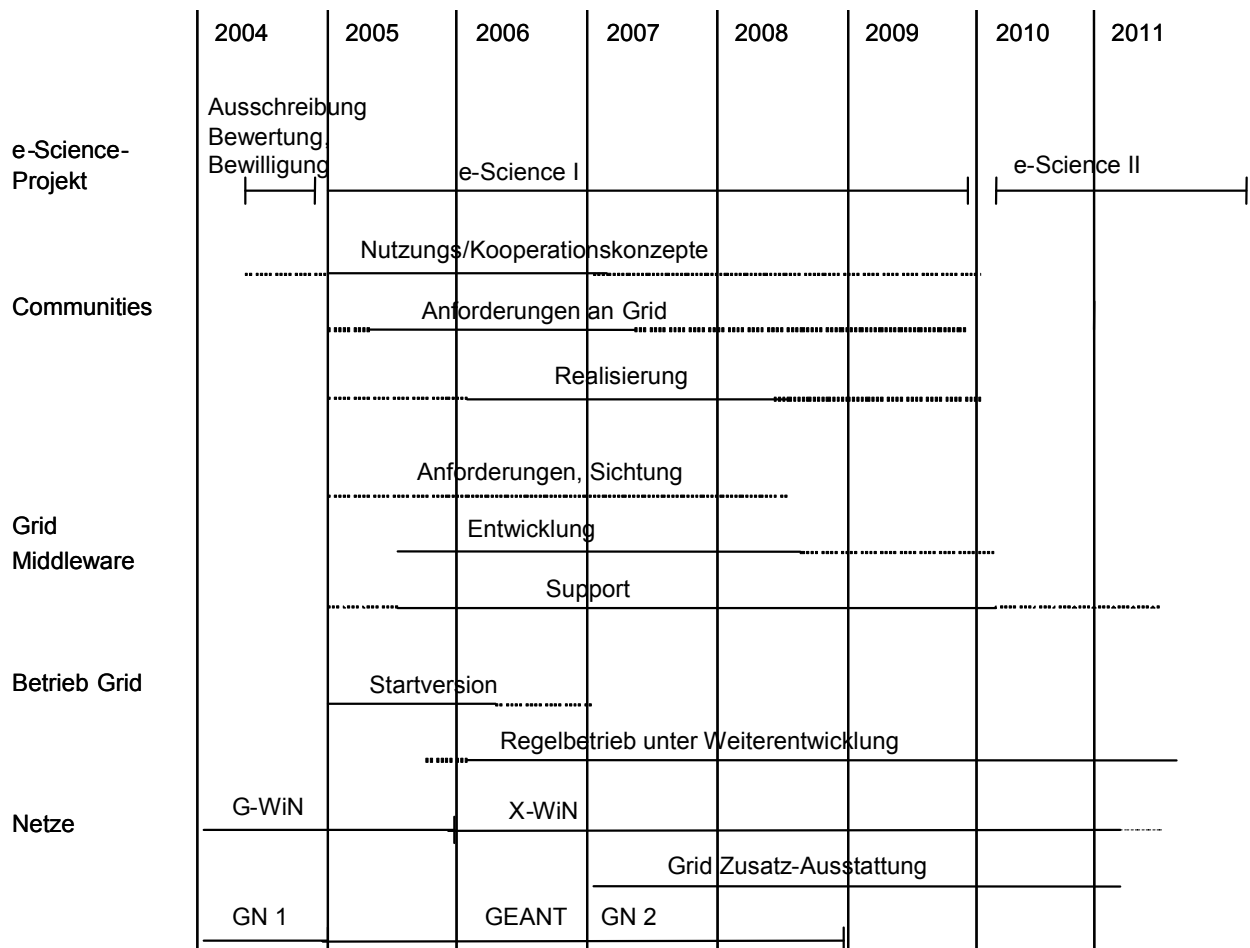 2004 2005 2006 2007 2008 2009 2010 2011
Ausschreibung
Bewertung,
Bewilligung
e-Science-
Projekt
e-Science I
e-Science II
Nutzungs/Kooperationskonzepte
Communities
Anforderungen an Grid
Realisierung
Anforderungen, Sichtung
Grid
Middleware
Entwicklung
Support
Betrieb Grid
Startversion
Regelbetrieb unter Weiterentwicklung
Netze
G-WiN
X-WiN
Grid Zusatz-Ausstattung
GN 1
GEANT
GN 2